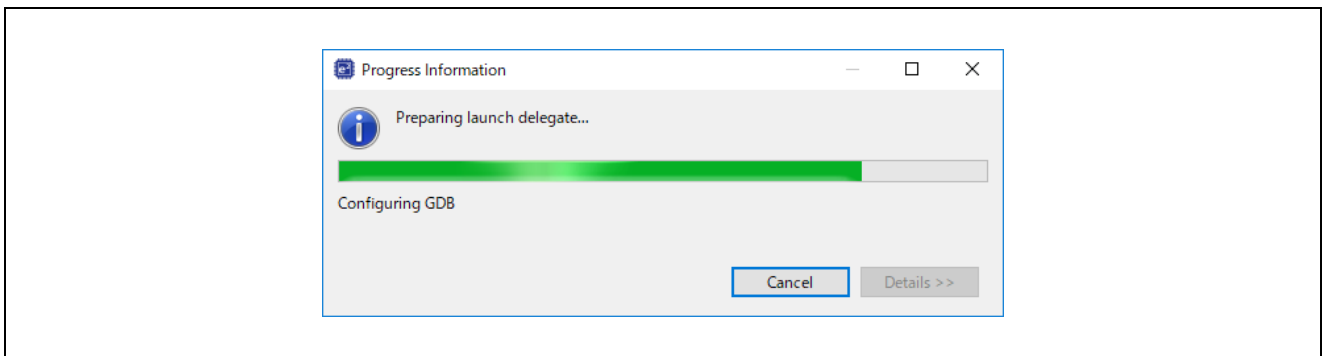 Progress Information
Preparing launch delegate...
Configuring GDB
Cancel
Details >>